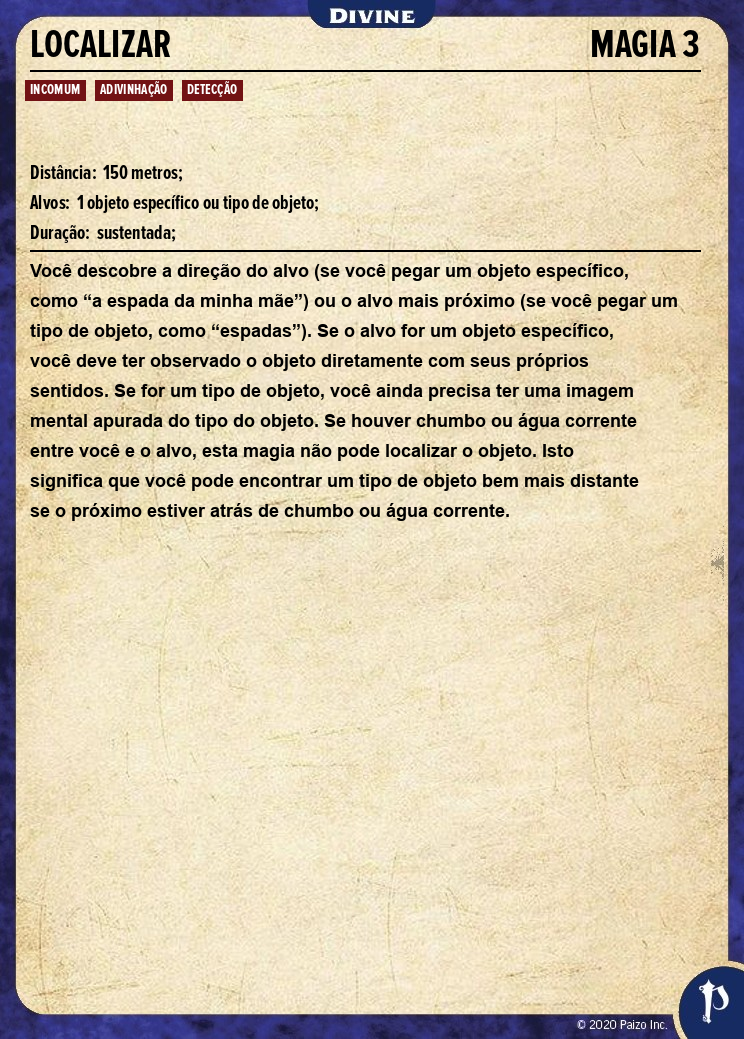 DIVINE
LOCALIZAR MAGIA 3
INCOMUM ADIVINHAÇÃO DETECÇÃO
Distância: 150 metros;
Alvos: 1 objeto específico ou tipo de objeto;
Duração: sustentada;
Você descobre a direção do alvo (se você pegar um objeto específico,
como “a espada da minha mãe”) ou o alvo mais próximo (se você pegar um
tipo de objeto, como “espadas”). Se o alvo for um objeto específico,
você deve ter observado o objeto diretamente com seus próprios
sentidos. Se for um tipo de objeto, você ainda precisa ter uma imagem
mental apurada do tipo do objeto. Se houver chumbo ou água corrente
entre você e o alvo, esta magia não pode localizar o objeto. Isto
significa que você pode encontrar um tipo de objeto bem mais distante
se o próximo estiver atrás de chumbo ou água corrente.
© 2020 Paizo Inc.
P